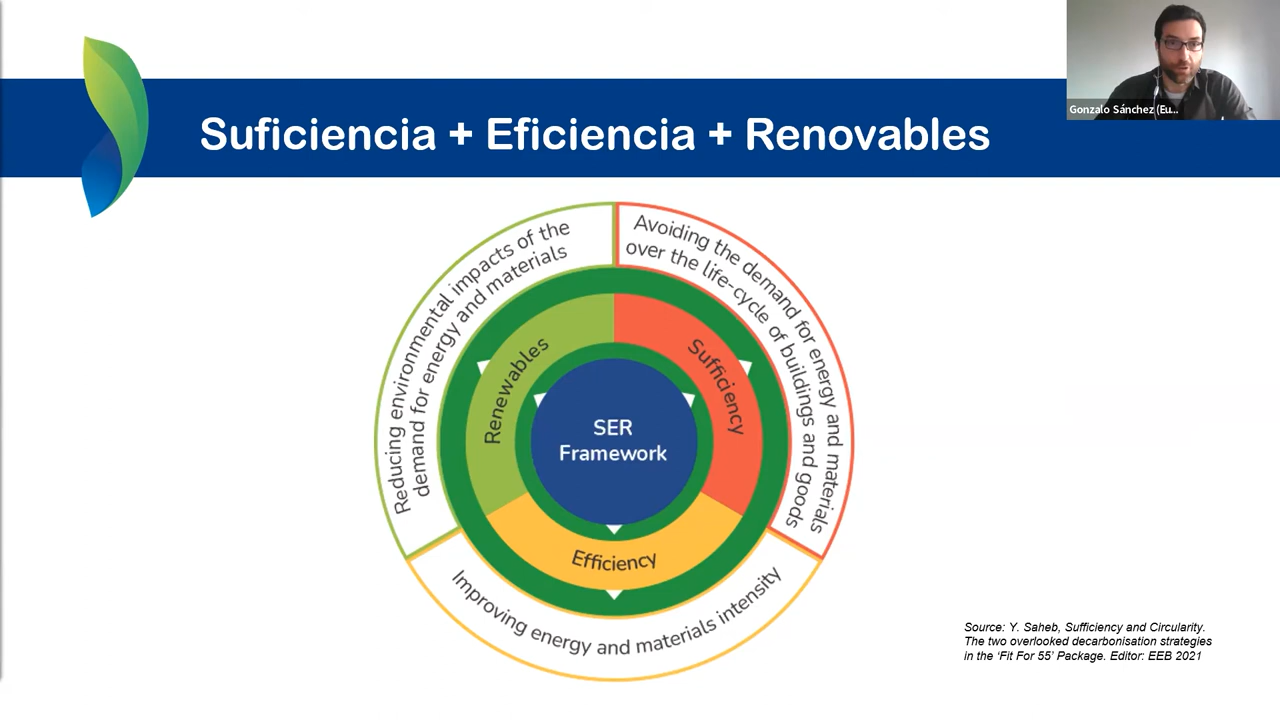 Gonzalo Sánchez (Eu...
Suficiencia + Eficiencia + Renovables
Reducing environmental impacts of the
demand for energy and materials
Avoiding the demand for energy and materials
over the life-cycle of buildings and goods
Renewables
Sufficiency
SER
Framework
Efficiency
Improving energy and materials intensity
Source: Y. Saheb, Sufficiency and Circularity.
The two overlooked decarbonisation strategies
in the ‘Fit For 55’ Package. Editor: EEB 2021